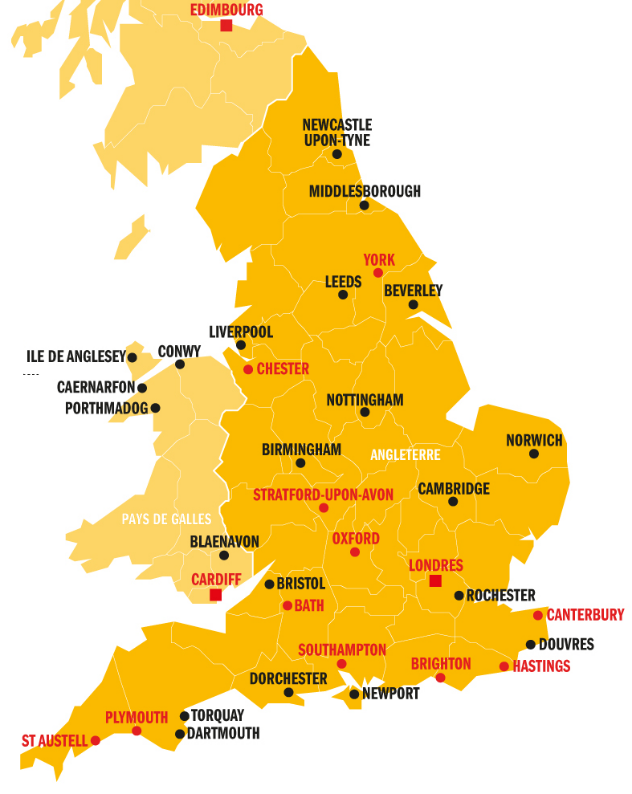 EDIMBOURG
NEWCASTLE
UPON-TYNE
MIDDLESBOROUGH
YORK
LEEDS
BEVERLEY
LIVERPOOL
CONWY
ILE DE ANGLESEY
CHESTER
CAERNARFON
PORTHMADOG
NOTTINGHAM
NORWICH
BIRMINGHAM
ANGLETERRE
CAMBRIDGE
STRATFORD-UPON-AVON
PAYS DE GALLES
OXFORD
BLAENAVON
LONDRES
CARDIFF
BRISTOL
ROCHESTER
BATH
CANTERBURY
DOUVRES
SOUTHAMPTON
BRIGHTON
HASTINGS
DORCHESTER
NEWPORT
PLYMOUTH
TORQUAY
DARTMOUTH
ST AUSTELL